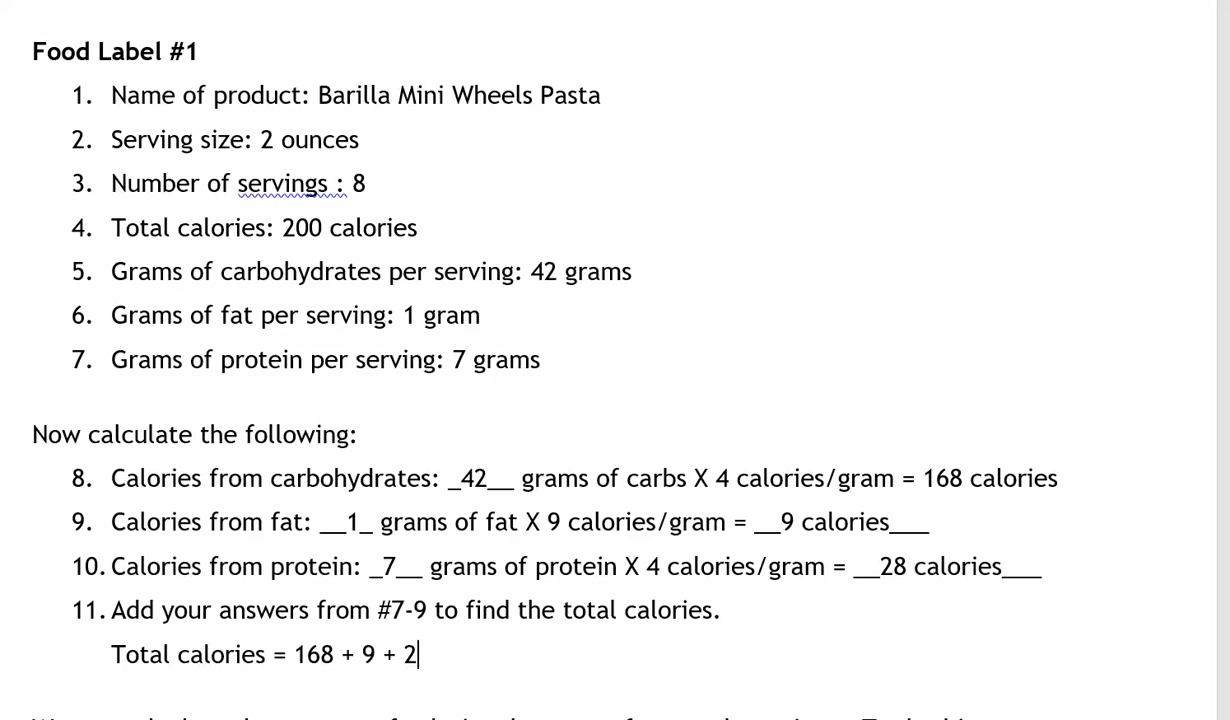 Food Label #1
1. Name of product: Barilla Mini Wheels Pasta
2. Serving size: 2 ounces
3. Number of servings : 8
4. Total calories: 200 calories
5. Grams of carbohydrates per serving: 42 grams
6. Grams of fat per serving: 1 gram
7. Grams of protein per serving: 7 grams
Now calculate the following:
8. Calories from carbohydrates: _42__ grams of carbs X 4 calories/gram = 168 calories
9. Calories from fat: __1_ grams of fat X 9 calories/gram = __9 calories___
10. Calories from protein: _7__ grams of protein X 4 calories/gram = __28 calories___
11. Add your answers from #7-9 to find the total calories.
Total calories = 168 + 9 + 2